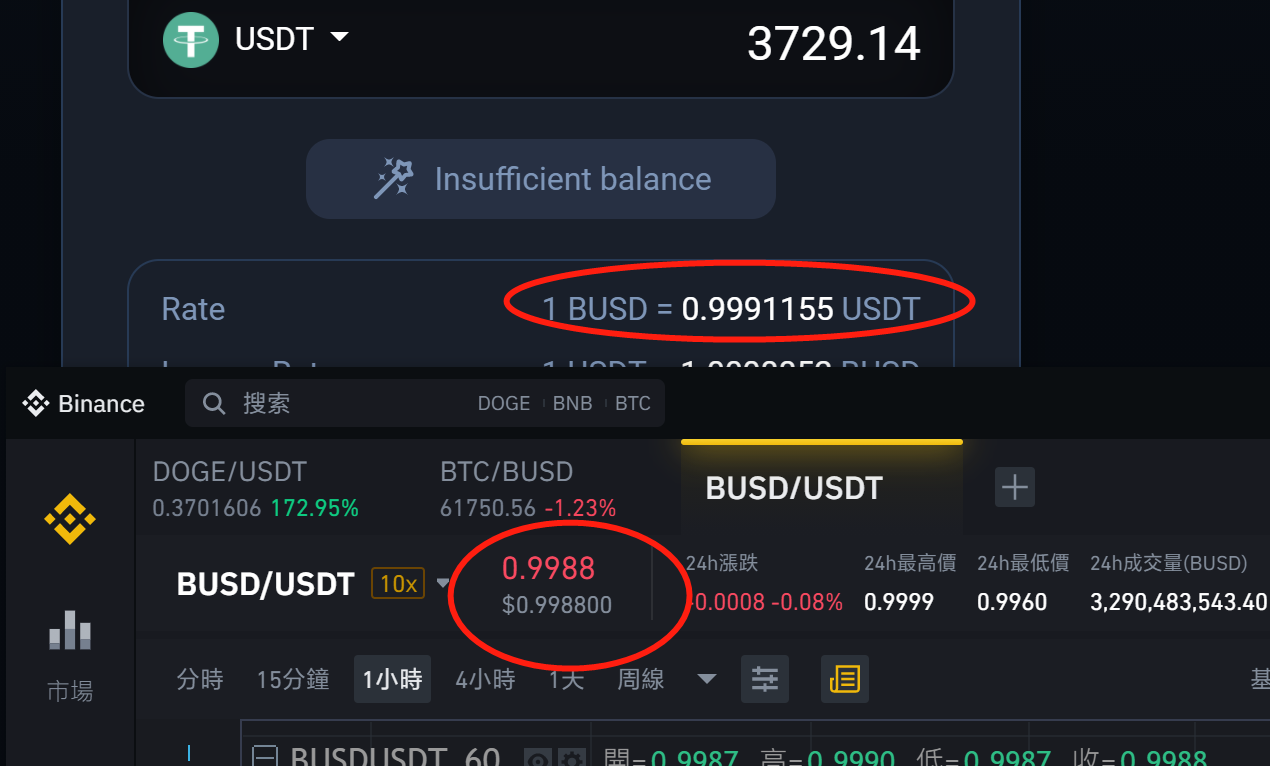 USDT 3729.14
Insufficient balance
Rate 1 BUSD = 0.9991155 USDT
Binance 搜索 DOGE BNB BTC
DOGE/USDT BTC/BUSD BUSD/USDT
0.3701606 172.95% 61750.56 -1.23%
BUSD/USDT 10x 0.9988 24h漲跌 24h最高價 24h最低價 24h成交量(BUSD)
$0.998800 -0.0008 -0.08% 0.9999 0.9960 3,290,483,543.40
分時 15分鐘 1小時 4小時 1天 周線
市場
BUSDUSDT 60 開=0.9987 高=0.9990 低=0.9987 收=0.9988